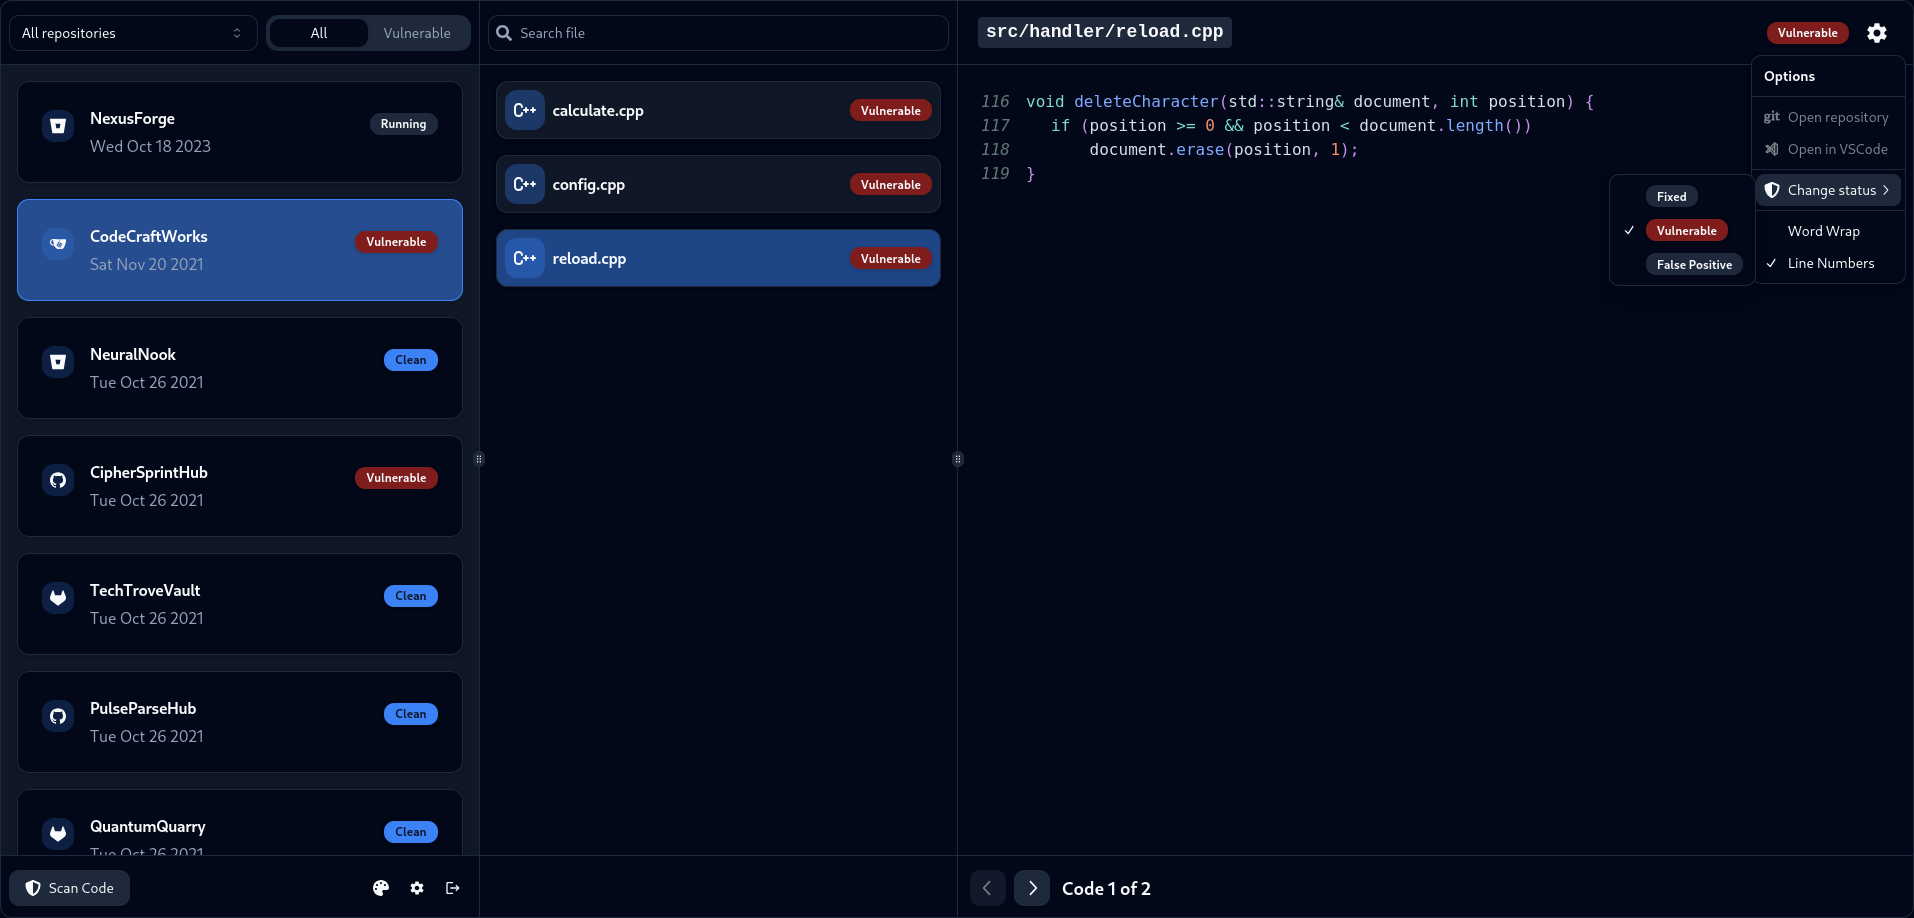 All repositories
All
Vulnerable
NexusForge
Running
Wed Oct 18 2023
CodeCraftWorks
Vulnerable
Sat Nov 20 2021
NeuralNook
Clean
Tue Oct 26 2021
CipherSprintHub
Vulnerable
Tue Oct 26 2021
TechTroveVault
Clean
Tue Oct 26 2021
PulseParseHub
Clean
Tue Oct 26 2021
QuantumQuarry
Clean
Tue Oct 26 2021
Scan Code
Search file
C++ calculate.cpp Vulnerable
C++ config.cpp Vulnerable
C++ reload.cpp Vulnerable
src/handler/reload.cpp
Vulnerable
116 void deleteCharacter(std::string& document, int position) {
117 if (position >= 0 && position < document.length())
118 document.erase(position, 1);
119 }
Options
git Open repository
Open in VSCode
Change status
Word Wrap
Line Numbers
Fixed
Vulnerable
False Positive
Code 1 of 2